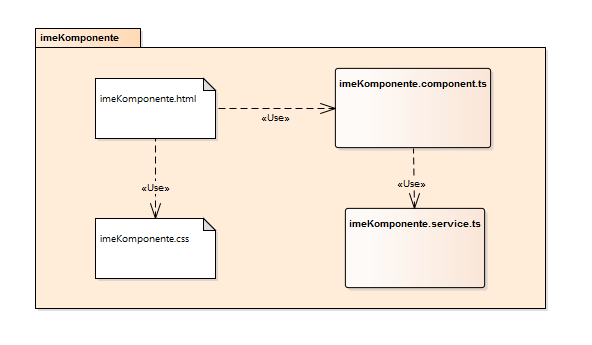 imeKomponente
imeKomponente.html
imeKomponente.component.ts
«Use»
«Use»
«Use»
imeKomponente.css
imeKomponente.service.ts